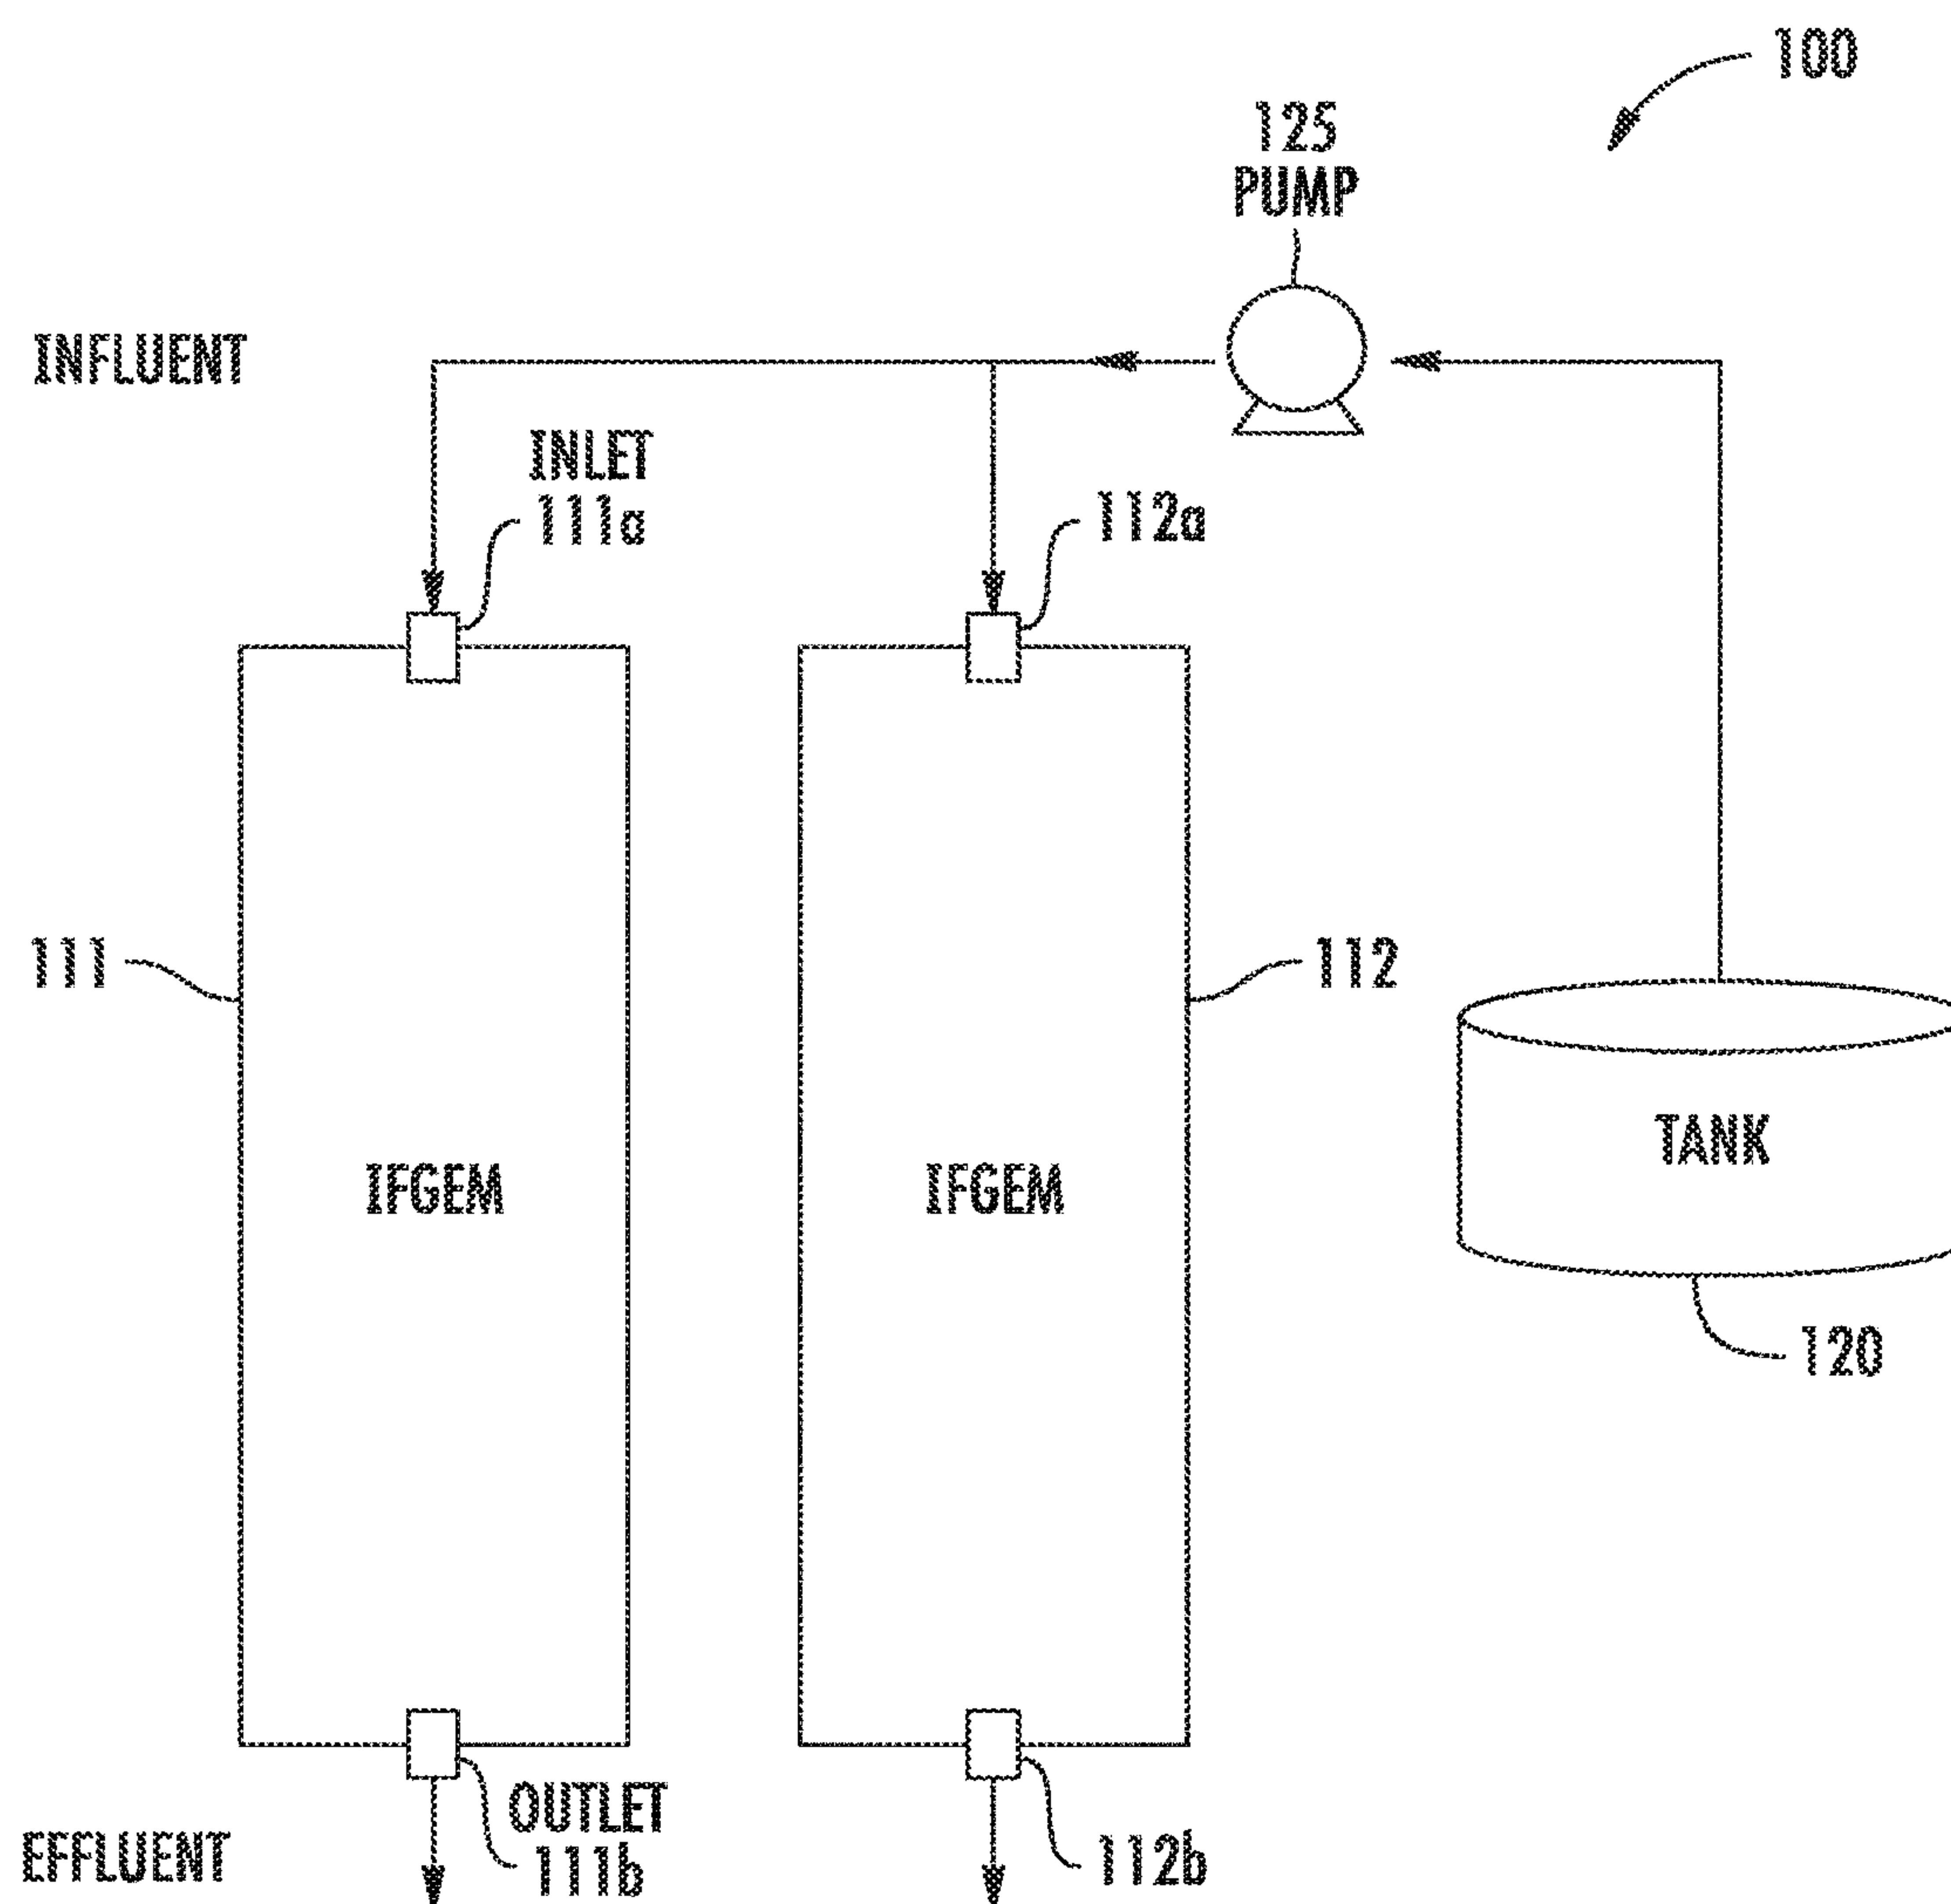 100
125
PUMP
INFLUENT
INLET
111a
112a
111
112
TANK
IFGEM
IFGEM
120
OUTLET
111b
112b
EFFLUENT